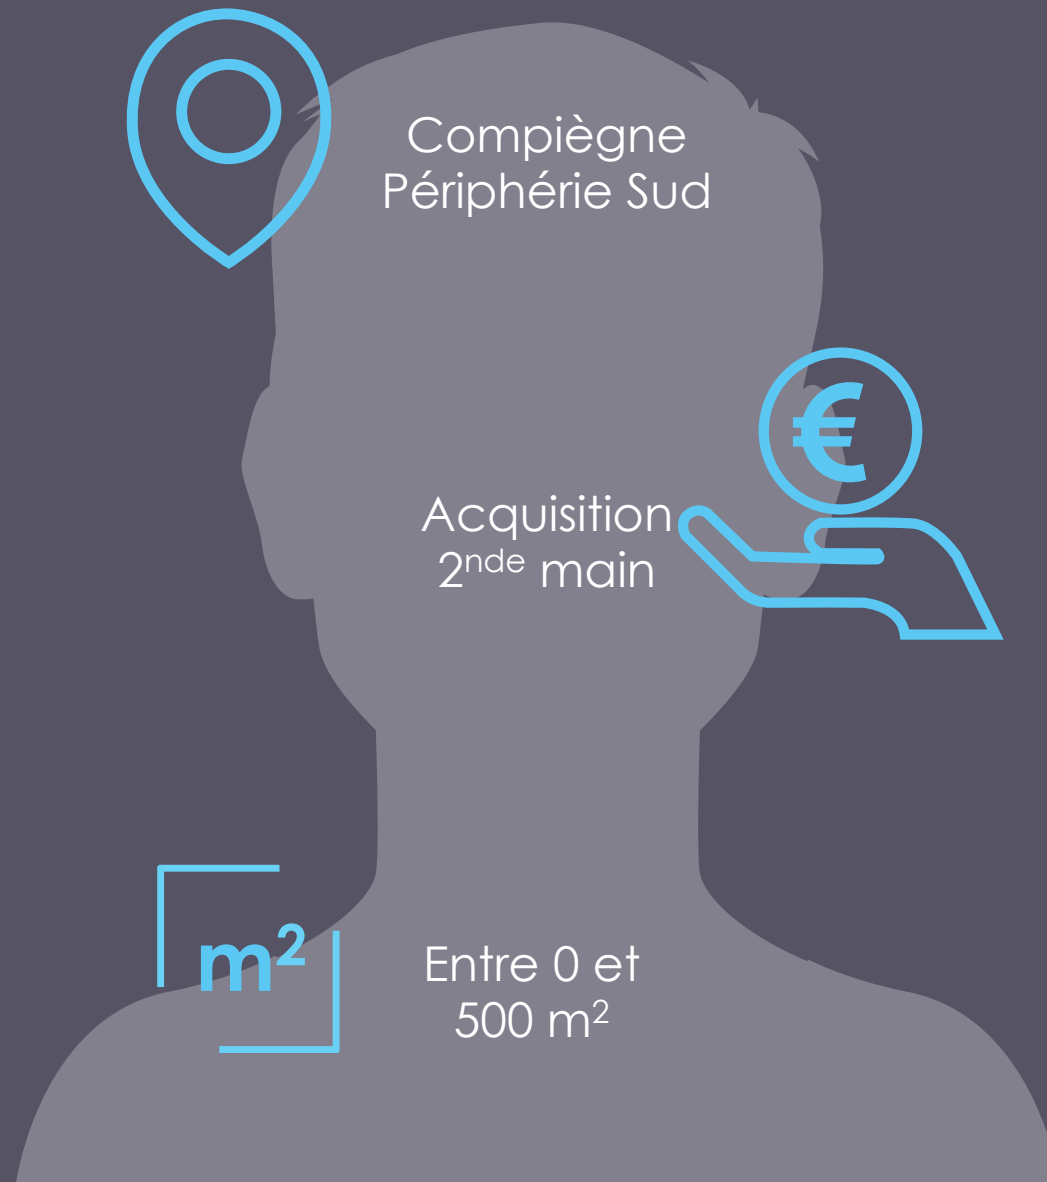 Compiègne
Périphérie Sud
€
Acquisition
2ⁿᵈᵉ main
m²
Entre 0 et
500 m²